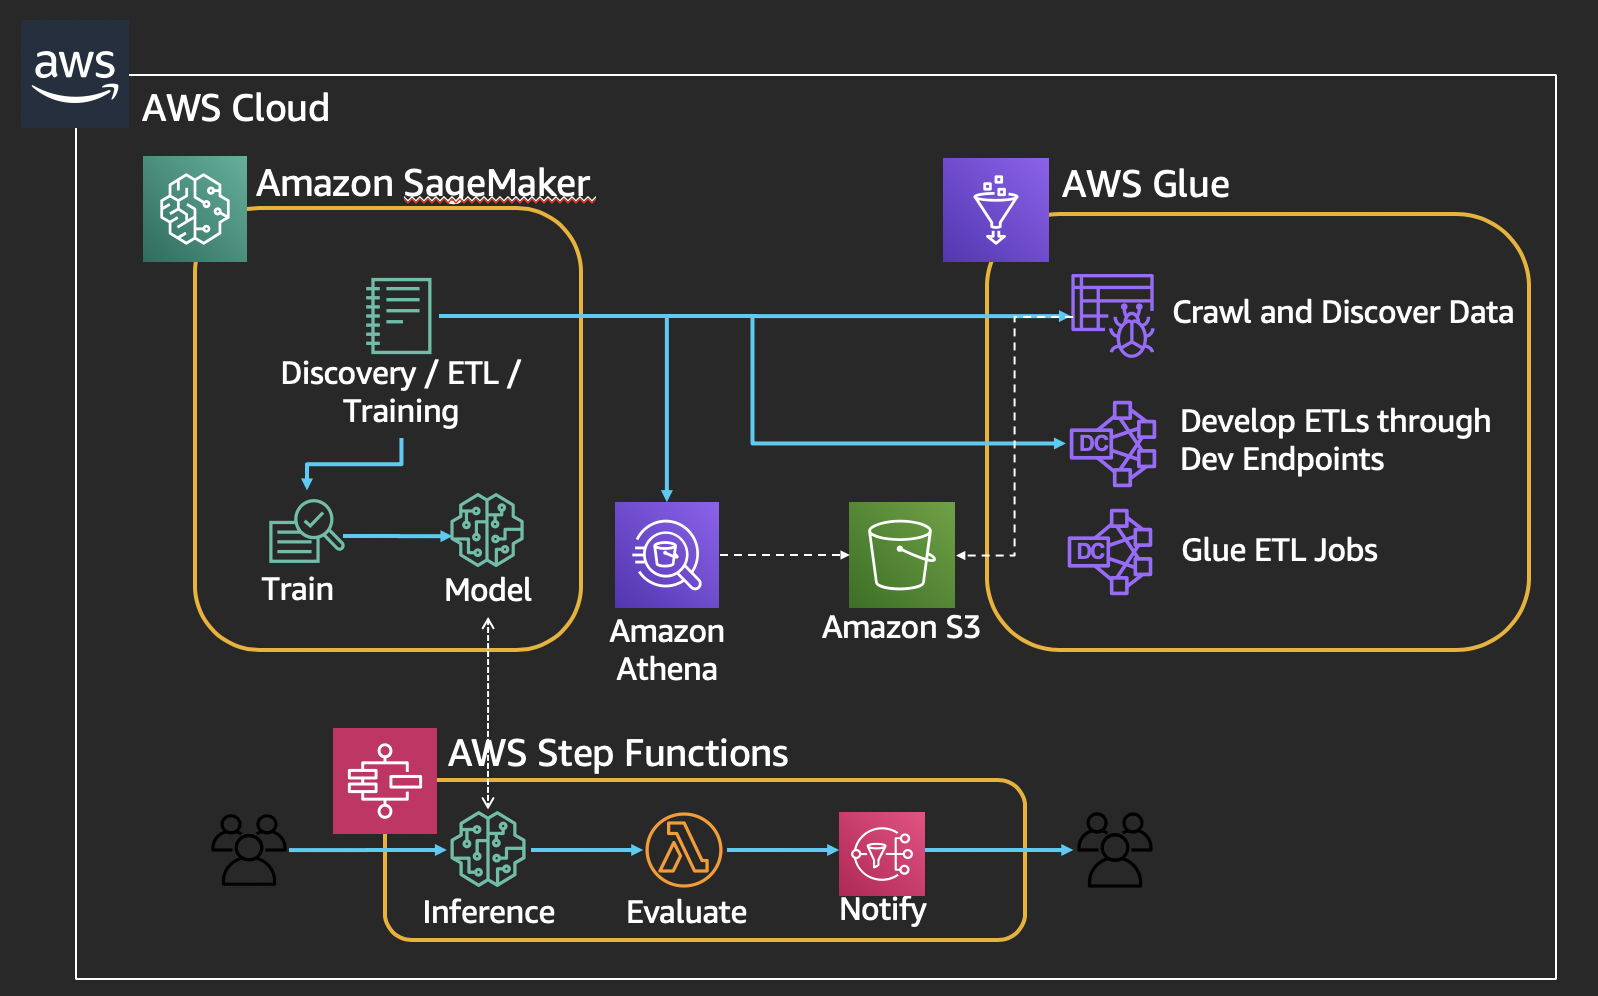 aws
AWS Cloud
Amazon SageMaker
AWS Glue
Discovery / ETL /
Training
Train
Model
Crawl and Discover Data
DC
Develop ETLs through
Dev Endpoints
DC
Glue ETL Jobs
Amazon
Athena
Amazon S3
AWS Step Functions
Inference
Evaluate
Notify